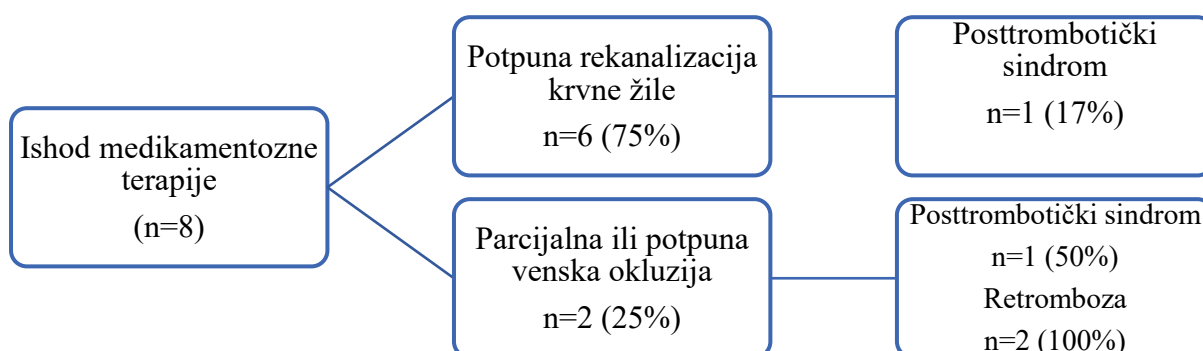 Ishod medikamentozne
terapije
(n=8)
Potpuna rekanalizacija
krvne žile
n=6 (75%)
Posttrombotički
sindrom
n=1 (17%)
Parcijalna ili potpuna
venska okluzija
n=2 (25%)
Posttrombotički sindrom
n=1 (50%)
Retromboza
n=2 (100%)